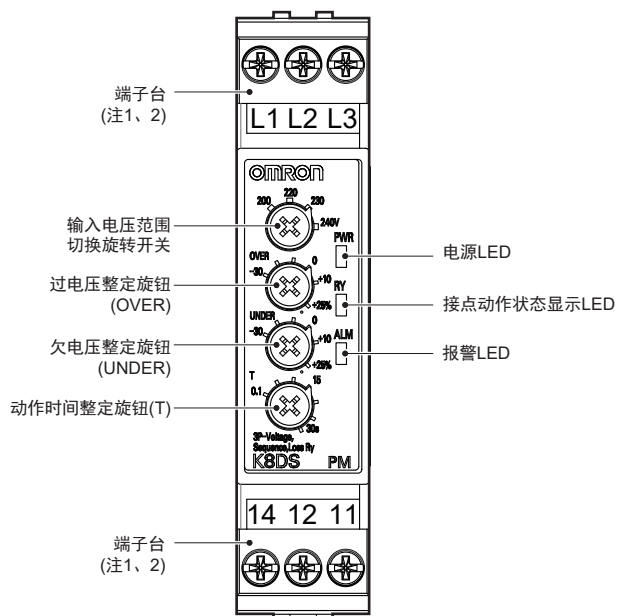 端子台
(注1、2)
L1 L2 L3
OMRON
200
220
230
240V
输入电压范围
切换旋转开关
PWR
电源LED
OVER
-30
0
+10
+25%
过电压整定旋钮
(OVER)
RY
接点动作状态显示LED
UNDER
-30
0
+10
+25%
欠电压整定旋钮
(UNDER)
ALM
报警LED
T
0.1
15
30s
动作时间整定旋钮(T)
3P-Voltage,
Sequence,Loss Ry
K8DS PM
14 12 11
端子台
(注1、2)